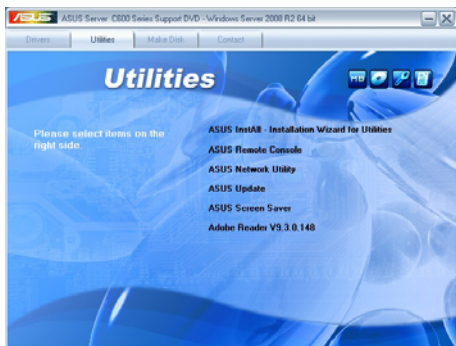 ASUS ASUS Server C600 Series Support DVD - Windows Server 2008 R2 64 bit
Drivers Utilities Make Disk Contact
Utilities
Please select items on the
right side.
ASUS InstAll - Installation Wizard for Utilities
ASUS Remote Console
ASUS Network Utility
ASUS Update
ASUS Screen Saver
Adobe Reader V9.3.0.148